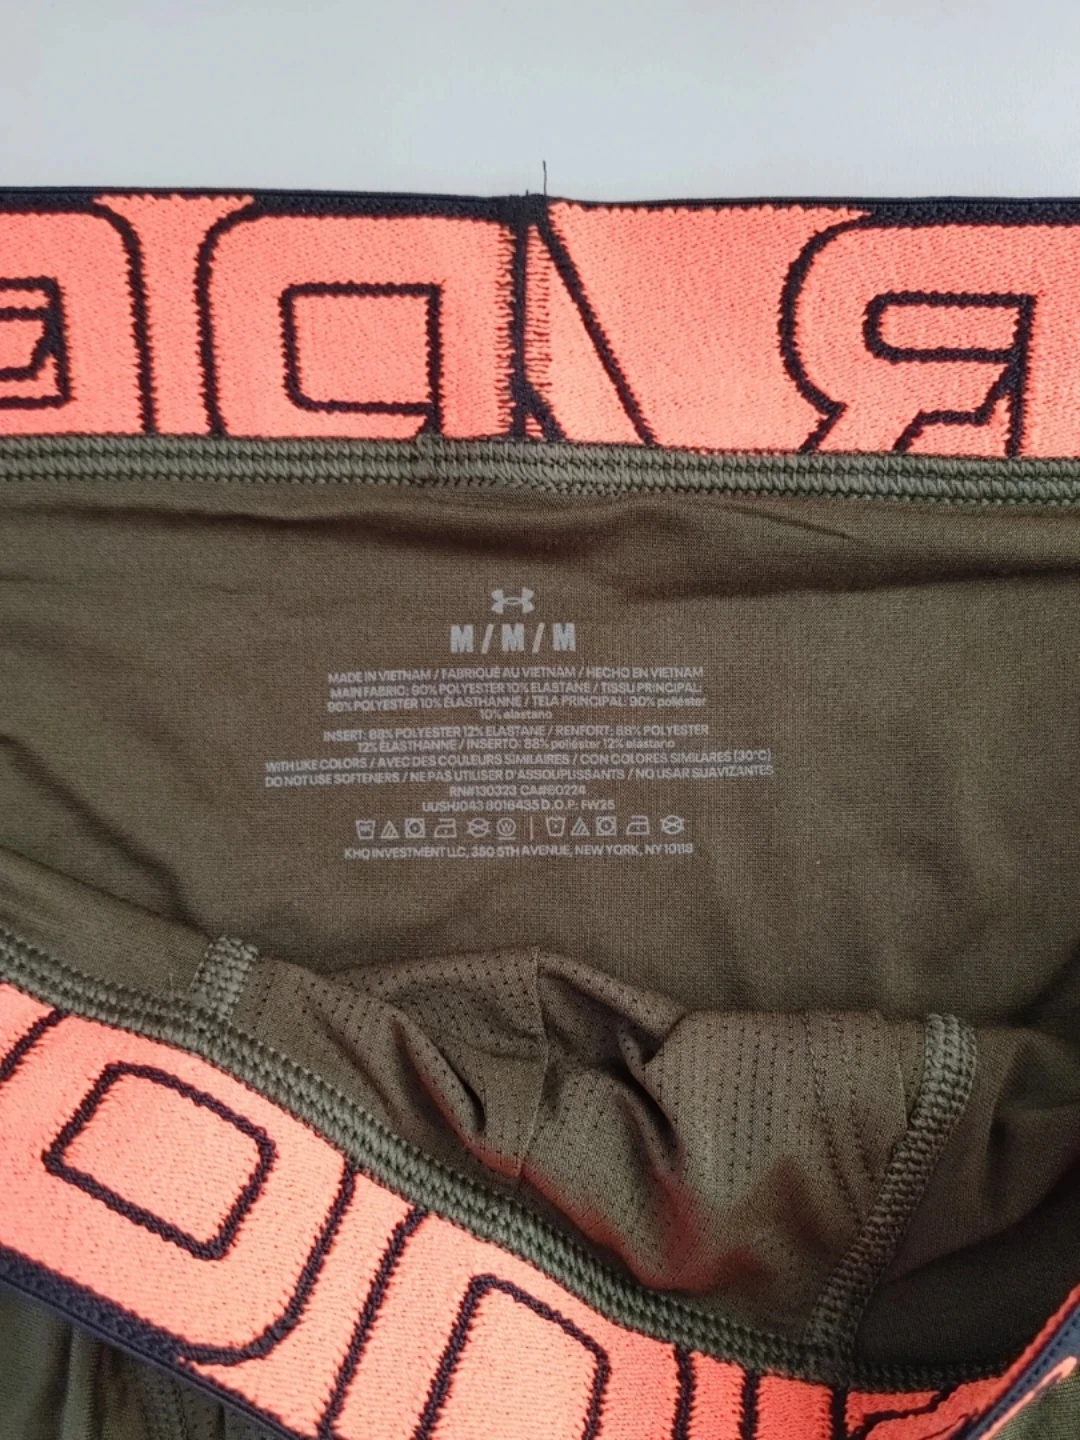 M / M / M
MADE IN VIETNAM / FABRIQUÉ AU VIETNAM / HECHO EN VIETNAM
MAIN FABRIC: 90% POLYESTER 10% ELASTANE / TISSU PRINCIPAL:
90% POLYESTER 10% ÉLASTHANNE / TELA PRINCIPAL: 90% poliéster
10% elastano
INSERT: 88% POLYESTER 12% ELASTANE / RENFORT: 88% POLYESTER
12% ÉLASTHANNE / INSERTO: 88% poliéster 12% elastano
WITH LIKE COLORS / AVEC DES COULEURS SIMILAIRES / CON COLORES SIMILARES (30°C)
DO NOT USE SOFTENERS / NE PAS UTILISER D'ASSOUPLISSANTS / NO USAR SUAVIZANTES
RN#130323 CA#60224
UUSHJ043 8016435 D.O.P: FW25
KHQ INVESTMENT LLC, 350 5TH AVENUE, NEW YORK, NY 10118